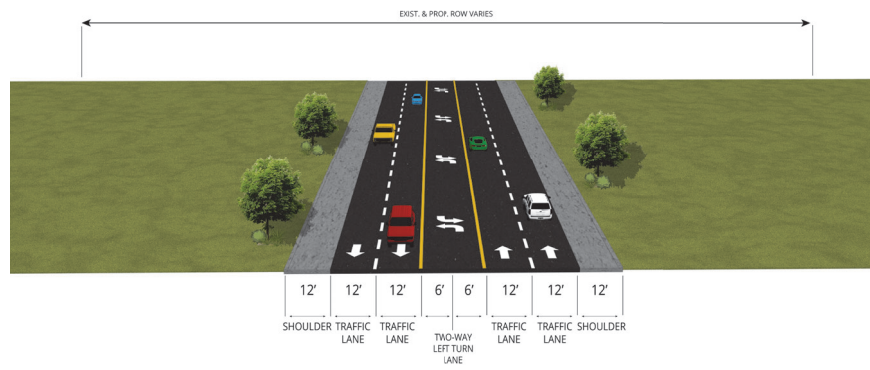 EXIST. & PROP. ROW VARIES
12' 12' 12' 6' 6' 12' 12' 12'
SHOULDER TRAFFIC TRAFFIC TRAFFIC TRAFFIC SHOULDER
LANE LANE LANE LANE
TWO-WAY
LEFT TURN
LANE